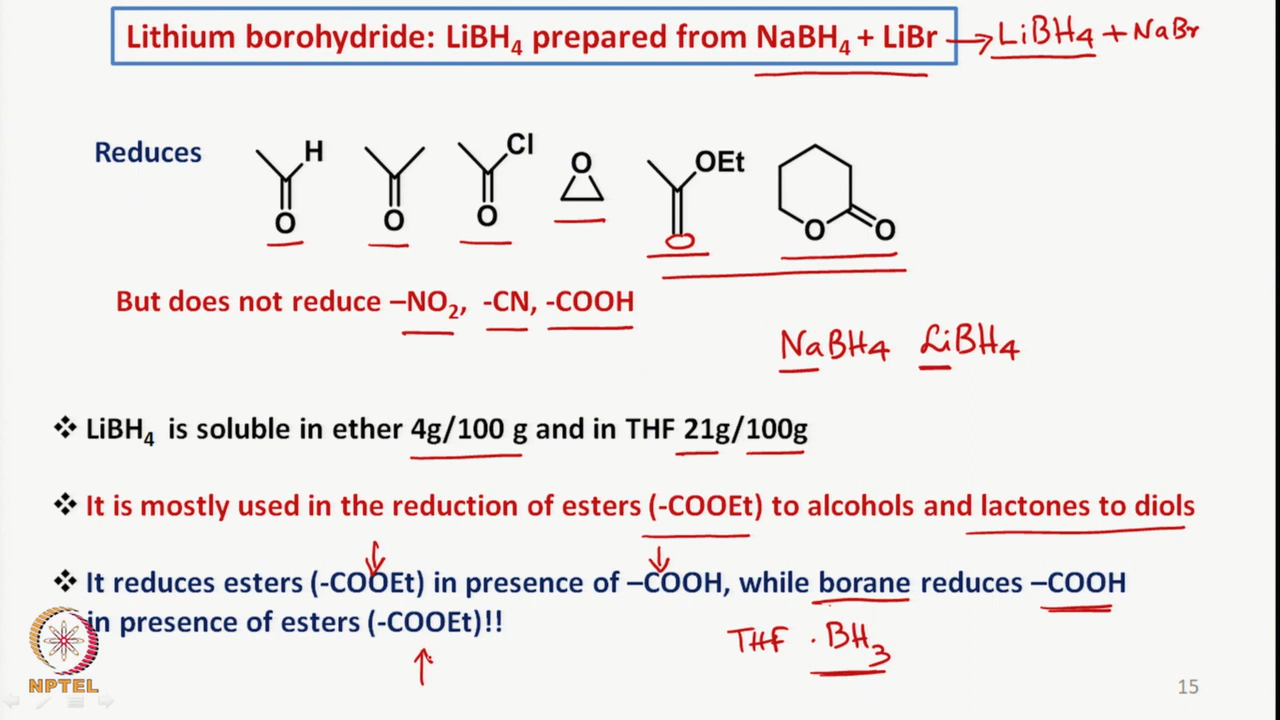 Lithium borohydride: LiBH₄ prepared from NaBH₄ + LiBr → LiBH₄ + NaBr
Reduces
H
O
O
Cl
O
O
OEt
O
O
O
But does not reduce –NO₂, -CN, -COOH
NaBH₄ LiBH₄
❖ LiBH₄ is soluble in ether 4g/100 g and in THF 21g/100g
❖ It is mostly used in the reduction of esters (-COOEt) to alcohols and lactones to diols
❖ It reduces esters (-COOEt) in presence of –COOH, while borane reduces –COOH
in presence of esters (-COOEt)!!
THF . BH₃
NPTEL
15